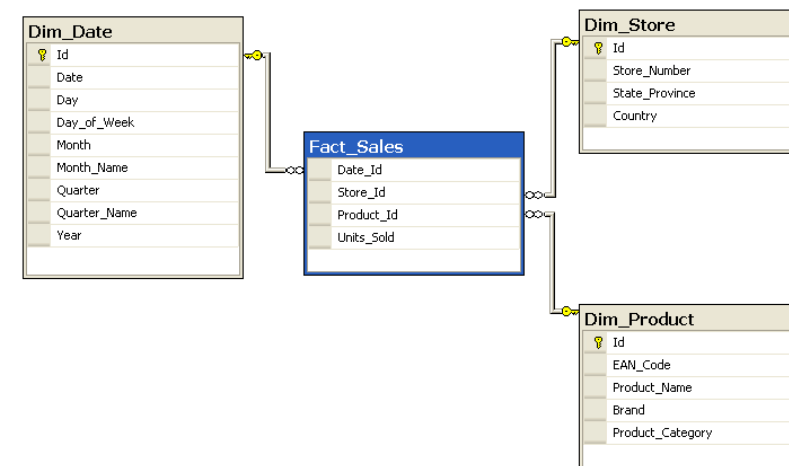 Dim_Date
Id
Date
Day
Day_of_Week
Month
Month_Name
Quarter
Quarter_Name
Year
Fact_Sales
Date_Id
Store_Id
Product_Id
Units_Sold
Dim_Store
Id
Store_Number
State_Province
Country
Dim_Product
Id
EAN_Code
Product_Name
Brand
Product_Category